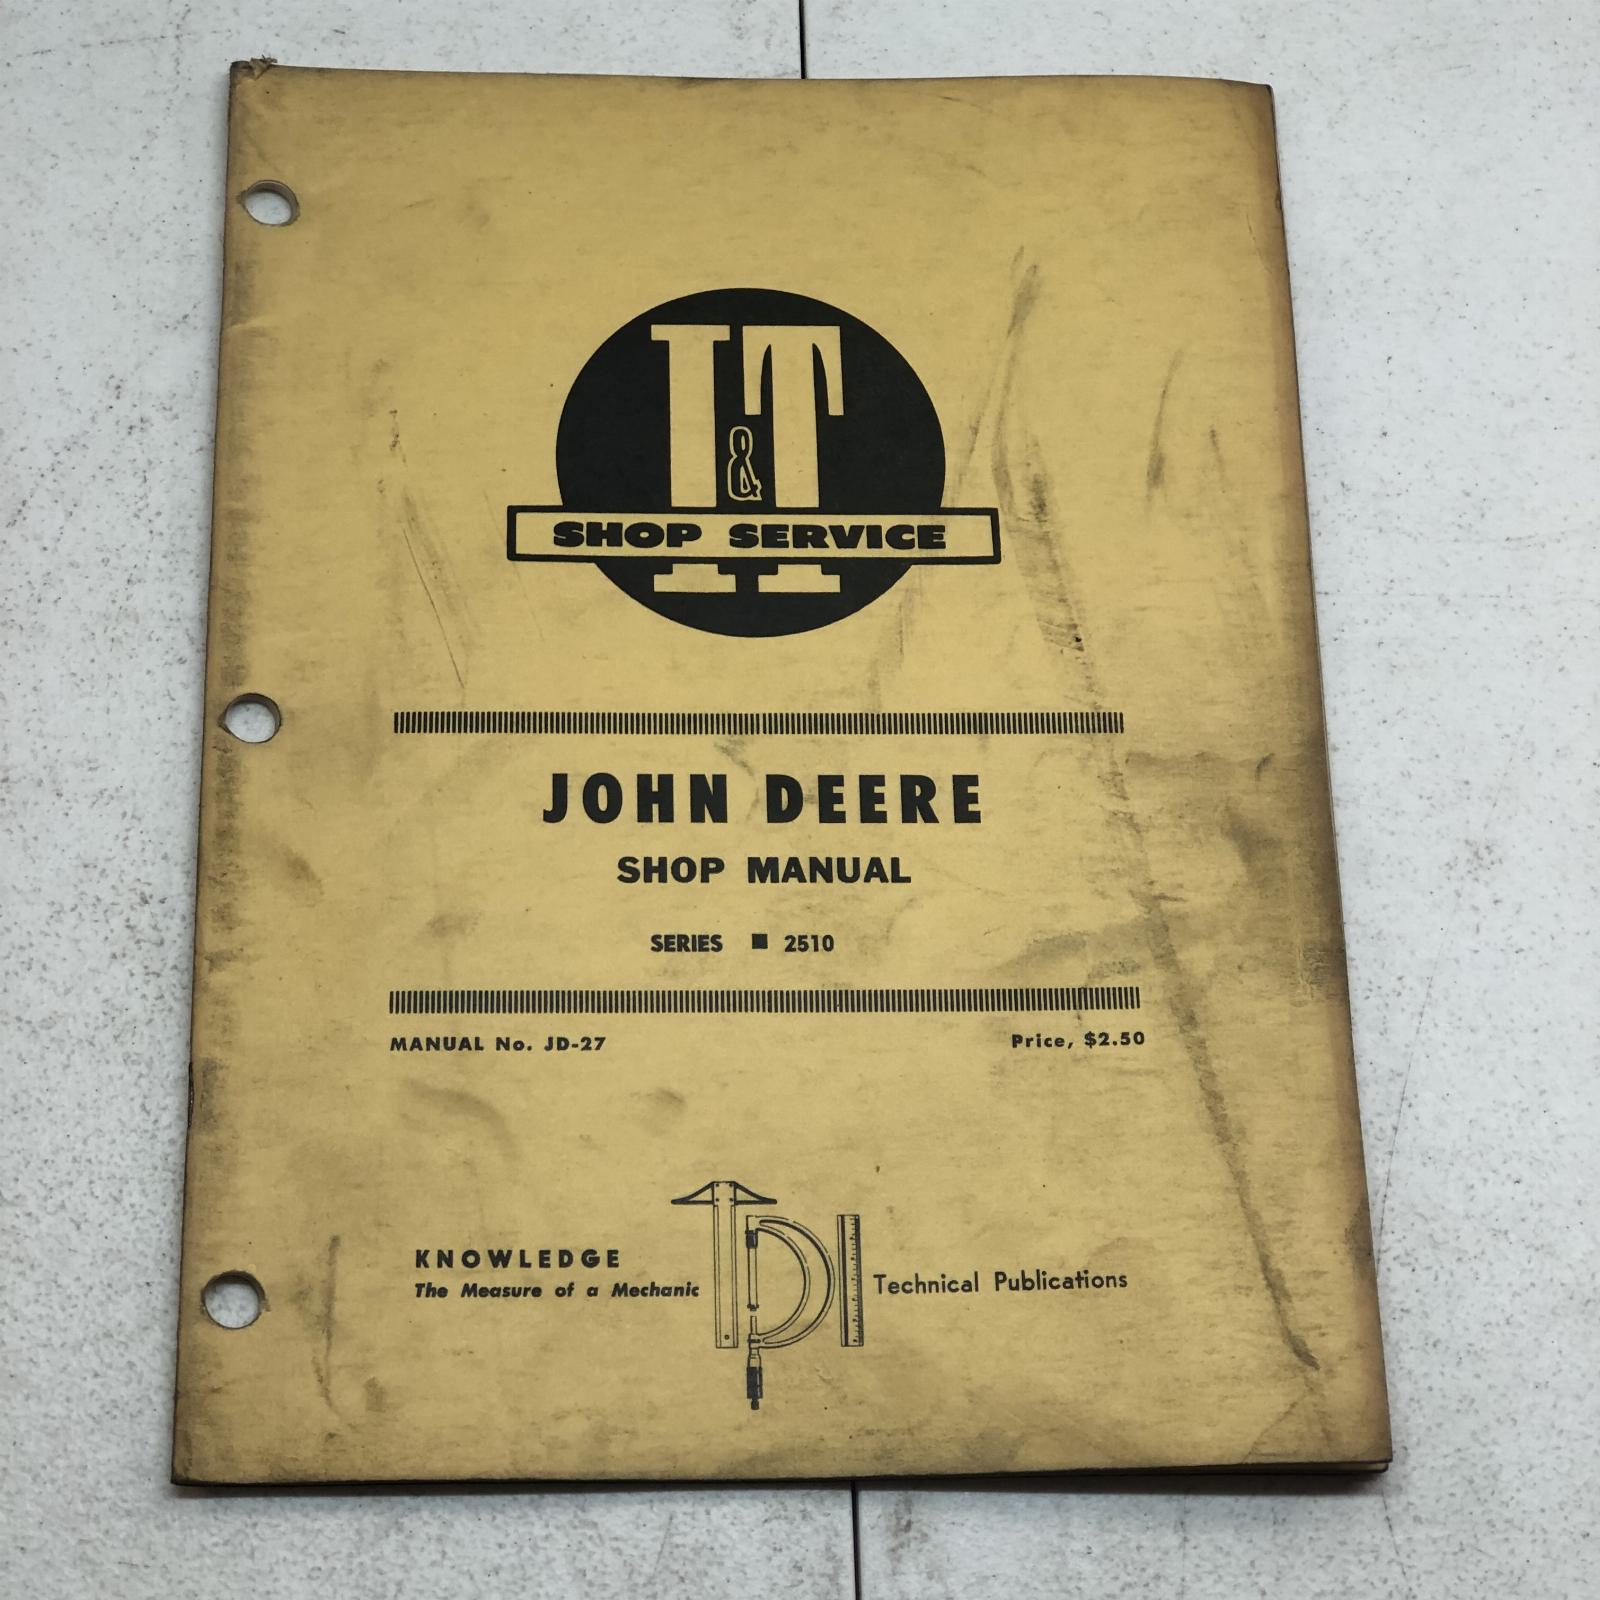 I&T
SHOP SERVICE
JOHN DEERE
SHOP MANUAL
SERIES ■ 2510
MANUAL No. JD-27
Price, $2.50
KNOWLEDGE
The Measure of a Mechanic
TPI
Technical Publications